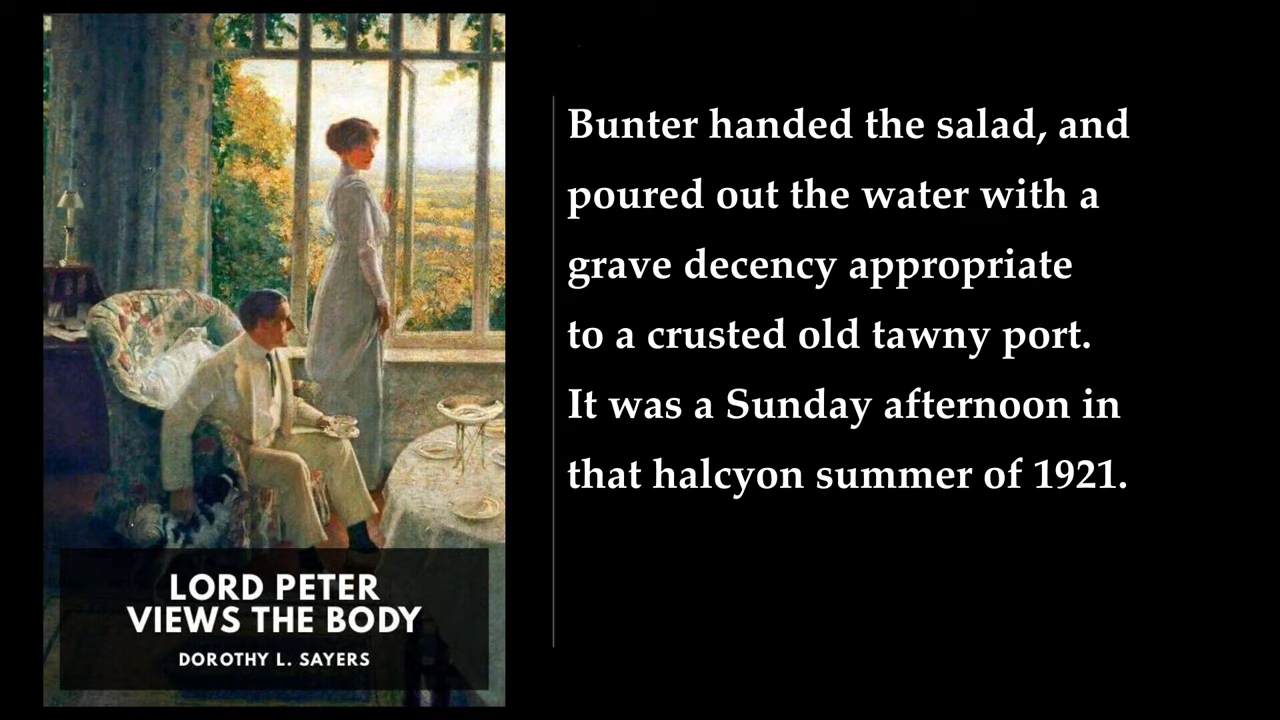 LORD PETER
VIEWS THE BODY
DOROTHY L. SAYERS
Bunter handed the salad, and
poured out the water with a
grave decency appropriate
to a crusted old tawny port.
It was a Sunday afternoon in
that halcyon summer of 1921.